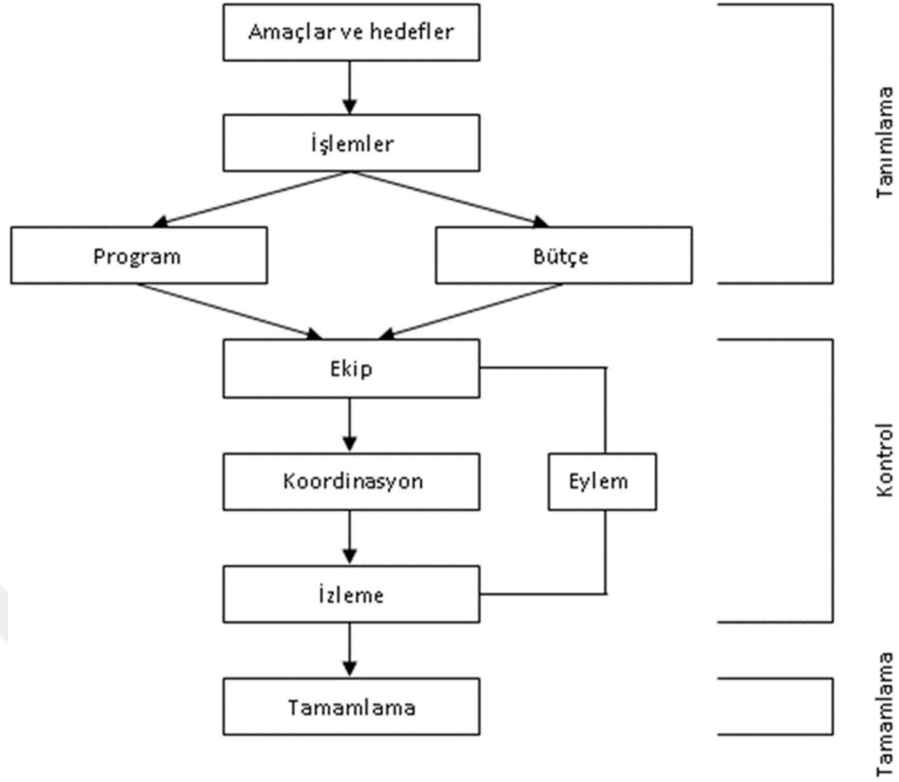 Amaçlar ve hedefler
İşlemler
Program
Bütçe
Ekip
Koordinasyon
Eylem
İzleme
Tamamlama
Tanımlama
Kontrol
Tamamlama